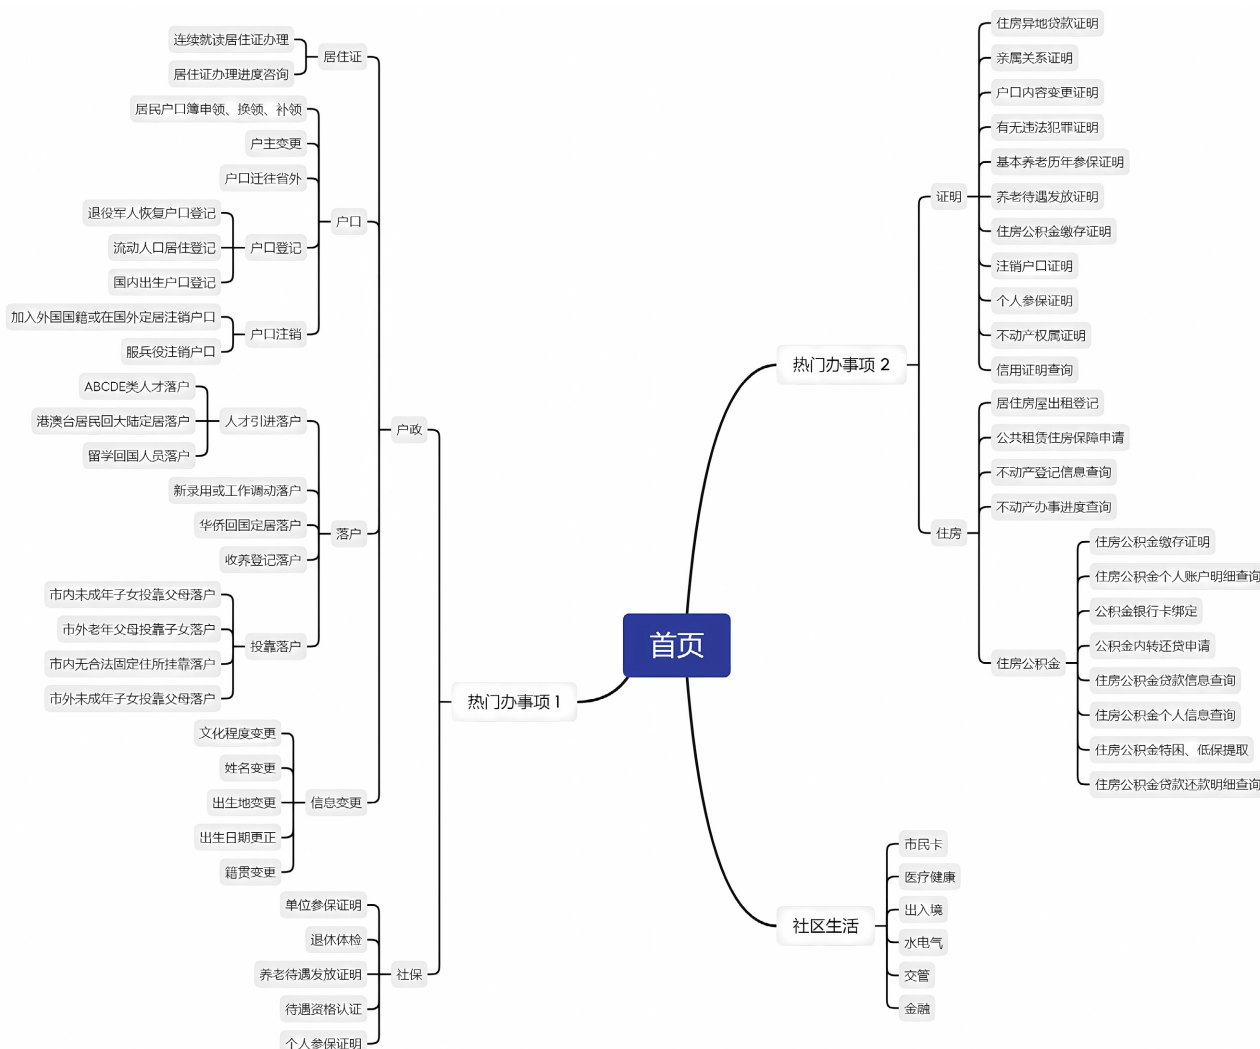 首页
热门办事项 1
户政
居住证
连续就读居住证办理
居住证办理进度咨询
户口
居民户口簿申领、换领、补领
户主变更
户口迁往省外
户口登记
退役军人恢复户口登记
流动人口居住登记
国内出生户口登记
户口注销
加入外国国籍或在国外定居注销户口
服兵役注销户口
落户
人才引进落户
ABCDE类人才落户
港澳台居民回大陆定居落户
留学回国人员落户
新录用或工作调动落户
华侨回国定居落户
收养登记落户
投靠落户
市内未成年子女投靠父母落户
市外老年父母投靠子女落户
市内无合法固定住所挂靠落户
市外未成年子女投靠父母落户
信息变更
文化程度变更
姓名变更
出生地变更
出生日期更正
籍贯变更
社保
单位参保证明
退休体检
养老待遇发放证明
待遇资格认证
个人参保证明
热门办事项 2
证明
住房异地贷款证明
亲属关系证明
户口内容变更证明
有无违法犯罪证明
基本养老历年参保证明
养老待遇发放证明
住房公积金缴存证明
注销户口证明
个人参保证明
不动产权属证明
信用证明查询
住房
居住房屋出租登记
公共租赁住房保障申请
不动产登记信息查询
不动产办事进度查询
住房公积金
住房公积金缴存证明
住房公积金个人账户明细查询
公积金银行卡绑定
公积金内转还贷申请
住房公积金贷款信息查询
住房公积金个人信息查询
住房公积金特困、低保提取
住房公积金贷款还款明细查询
社区生活
市民卡
医疗健康
出入境
水电气
交管
金融